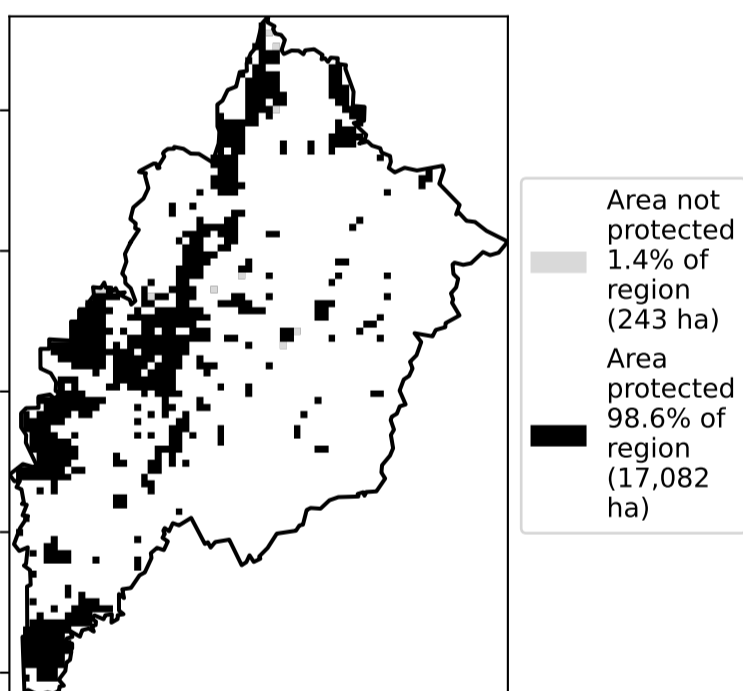 Area not
protected
1.4% of
region
(243 ha)
Area
protected
98.6% of
region
(17,082
ha)